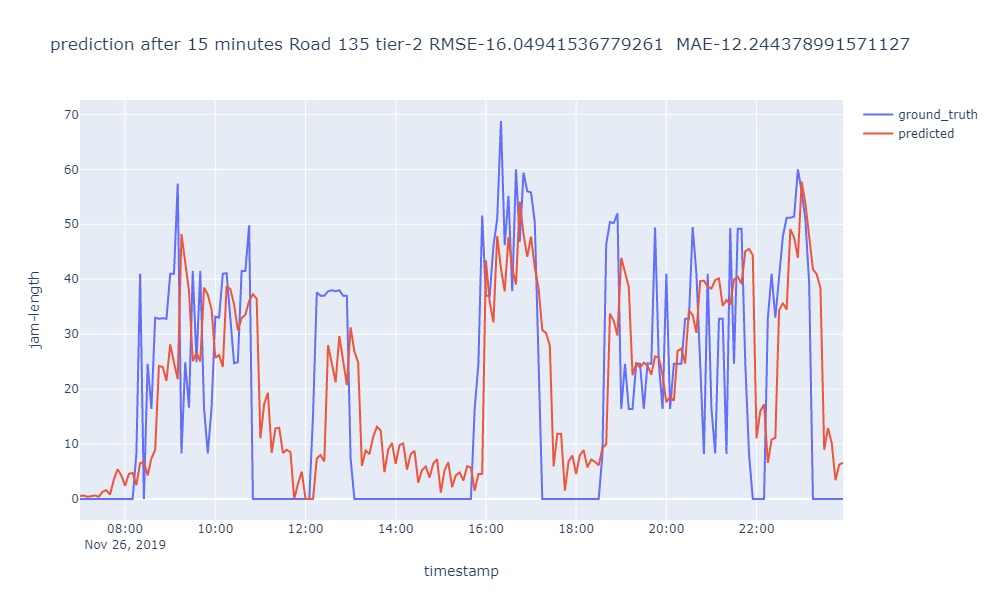 prediction after 15 minutes Road 135 tier-2 RMSE-16.04941536779261  MAE-12.244378991571127
ground_truth
predicted
jam-length
70
60
50
40
30
20
10
0
08:00 10:00 12:00 14:00 16:00 18:00 20:00 22:00
Nov 26, 2019
timestamp